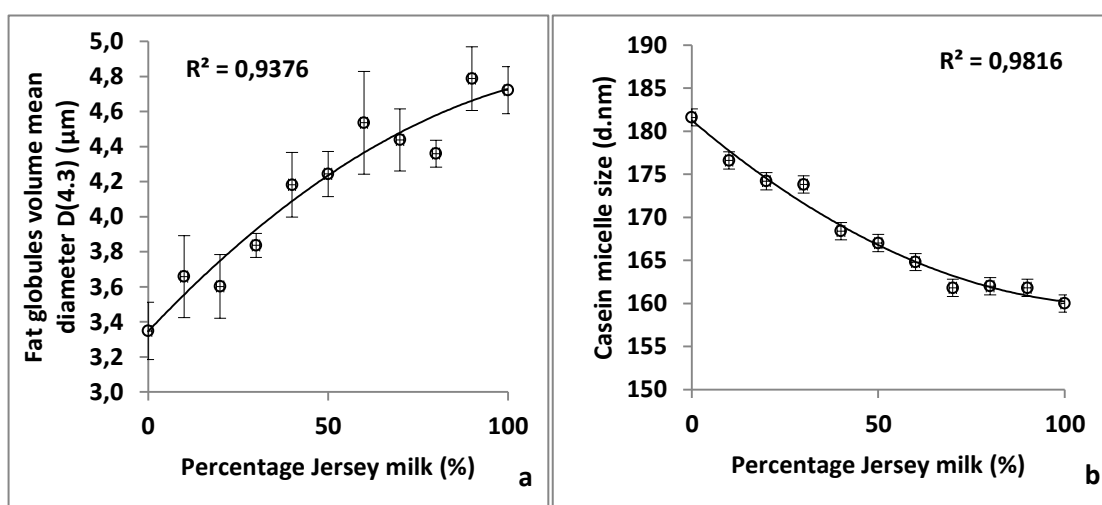 R² = 0,9376
Fat globules volume mean
diameter D(4.3) (μm)
5,0
4,8
4,6
4,4
4,2
4,0
3,8
3,6
3,4
3,2
3,0
0
50
100
Percentage Jersey milk (%)
a
R² = 0,9816
Casein micelle size (d.nm)
190
185
180
175
170
165
160
155
150
0
50
100
Percentage Jersey milk (%)
b